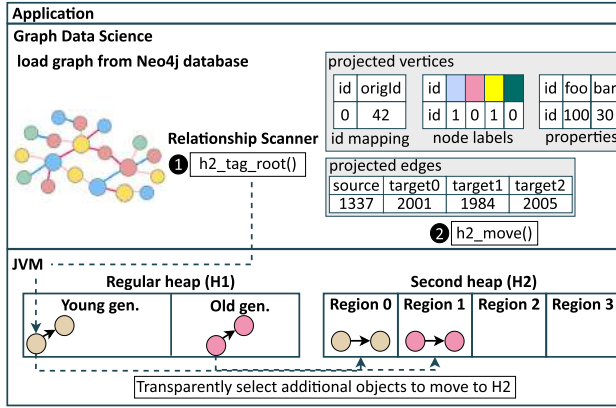 Application
Graph Data Science
load graph from Neo4j database
Relationship Scanner
1 h2_tag_root()
projected vertices
id origId
0 42
id mapping
id
id 1 0 1 0
node labels
id foo bar
id 100 30
properties
projected edges
source target0 target1 target2
1337 2001 1984 2005
2 h2_move()
JVM
Regular heap (H1)
Young gen. Old gen.
Second heap (H2)
Region 0 Region 1 Region 2 Region 3
Transparently select additional objects to move to H2